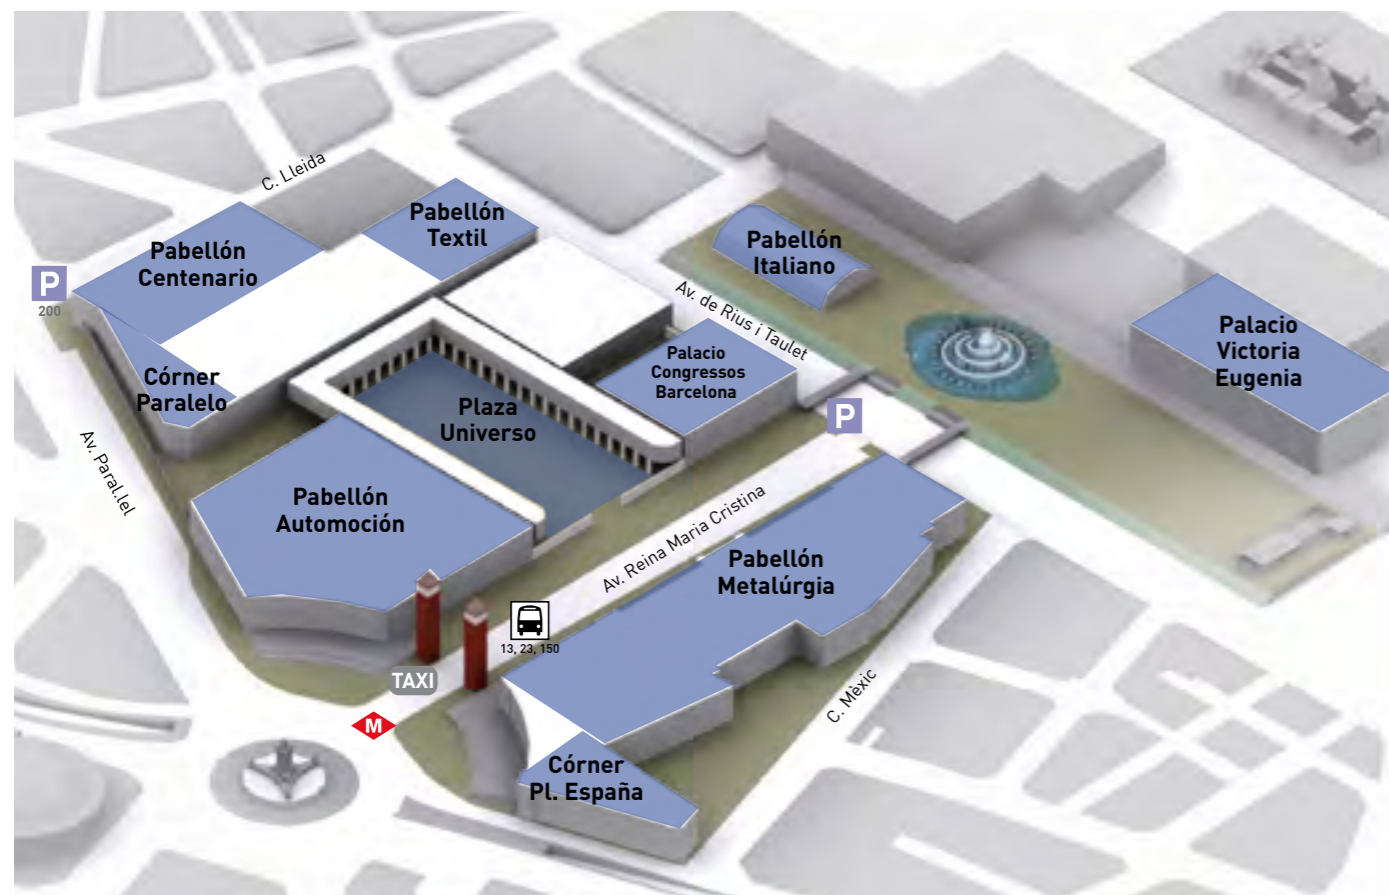 C. Lleida
Pabellón
Textil
Pabellón
Centenario
Pabellón
Italiano
P
200
Av. de Rius i Taulet
Palacio
Victoria
Eugenia
Córner
Paralelo
Palacio
Congressos
Barcelona
Plaza
Universo
P
Av. Paral.lel
Pabellón
Automoción
Av. Reina Maria Cristina
Pabellón
Metalúrgia
13, 23, 150
TAXI
M
C. Mèxic
Córner
Pl. España